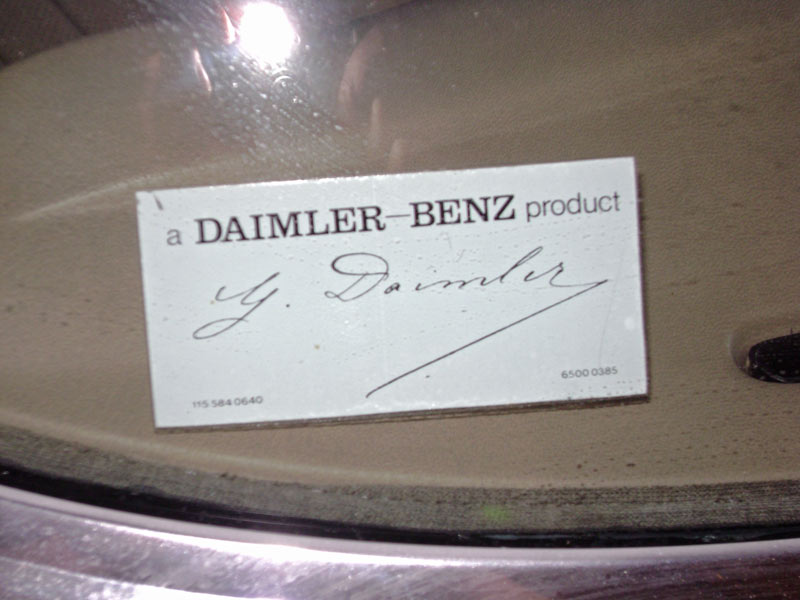 a DAIMLER—BENZ product
G. Daimler
6500 0385
115 584 0640